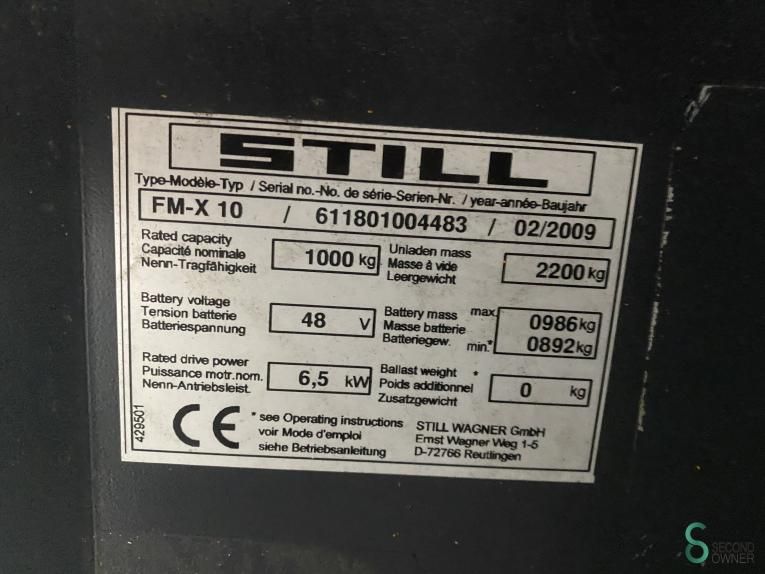 STILL
Type-Modèle-Typ / Serial no.-No. de série-Serien-Nr. / year-année-Baujahr
FM-X 10 / 611801004483 / 02/2009
Rated capacity
Capacité nominale
Nenn-Tragfähigkeit
1000 kg
Unladen mass
Masse à vide
Leergewicht
2200 kg
Battery voltage
Tension batterie
Batteriespannung
48 V
Battery mass max.
Masse batterie
Batteriegew. min.*
0986 kg
0892 kg
Rated drive power
Puissance motr.nom.
Nenn-Antriebsleist.
6,5 kW
Ballast weight *
Poids additionnel
Zusatzgewicht
0 kg
429501
CE
* see Operating instructions
voir Mode d'emploi
siehe Betriebsanleitung
STILL WAGNER GmbH
Ernst Wagner Weg 1-5
D-72766 Reutlingen
SECOND
OWNER